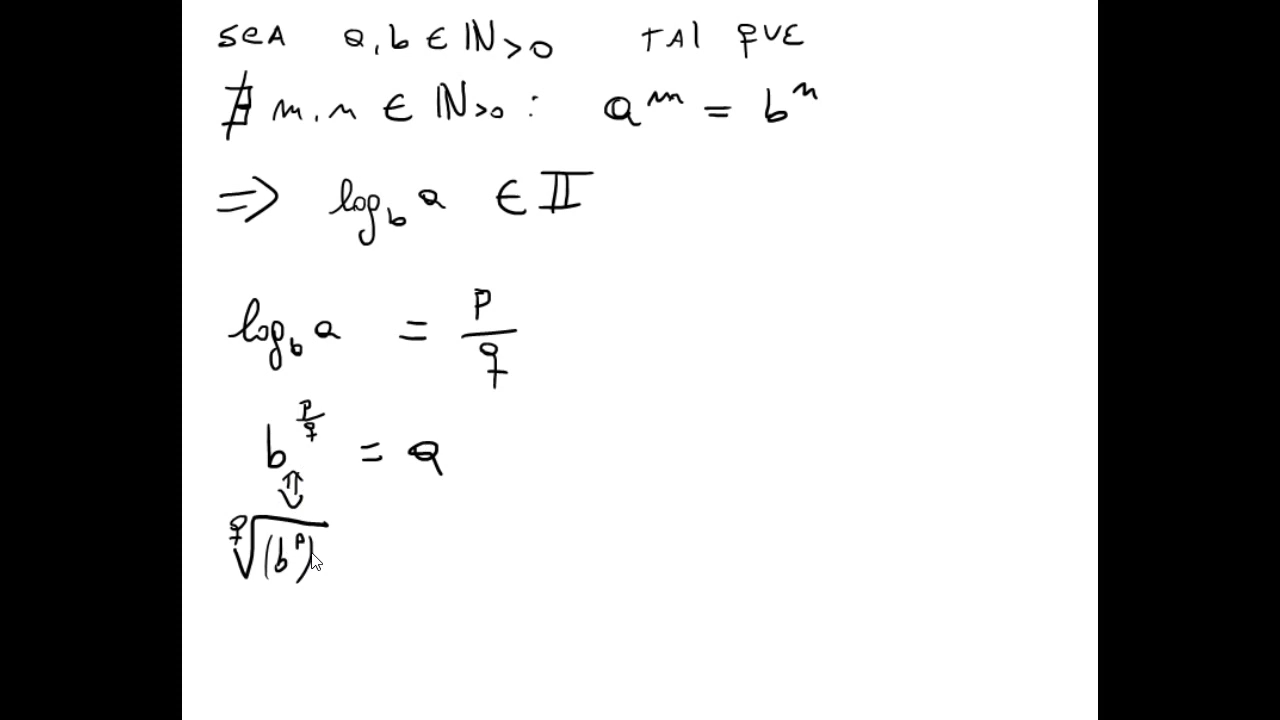 SEA a, b ∈ ℕ>0 TAL QUE
∄ m, n ∈ ℕ>0 : a^m = b^n
⇒ log_b a ∈ 𝕀
log_b a = p/q
b^(p/q) = a
⇕
^q√(b^p)